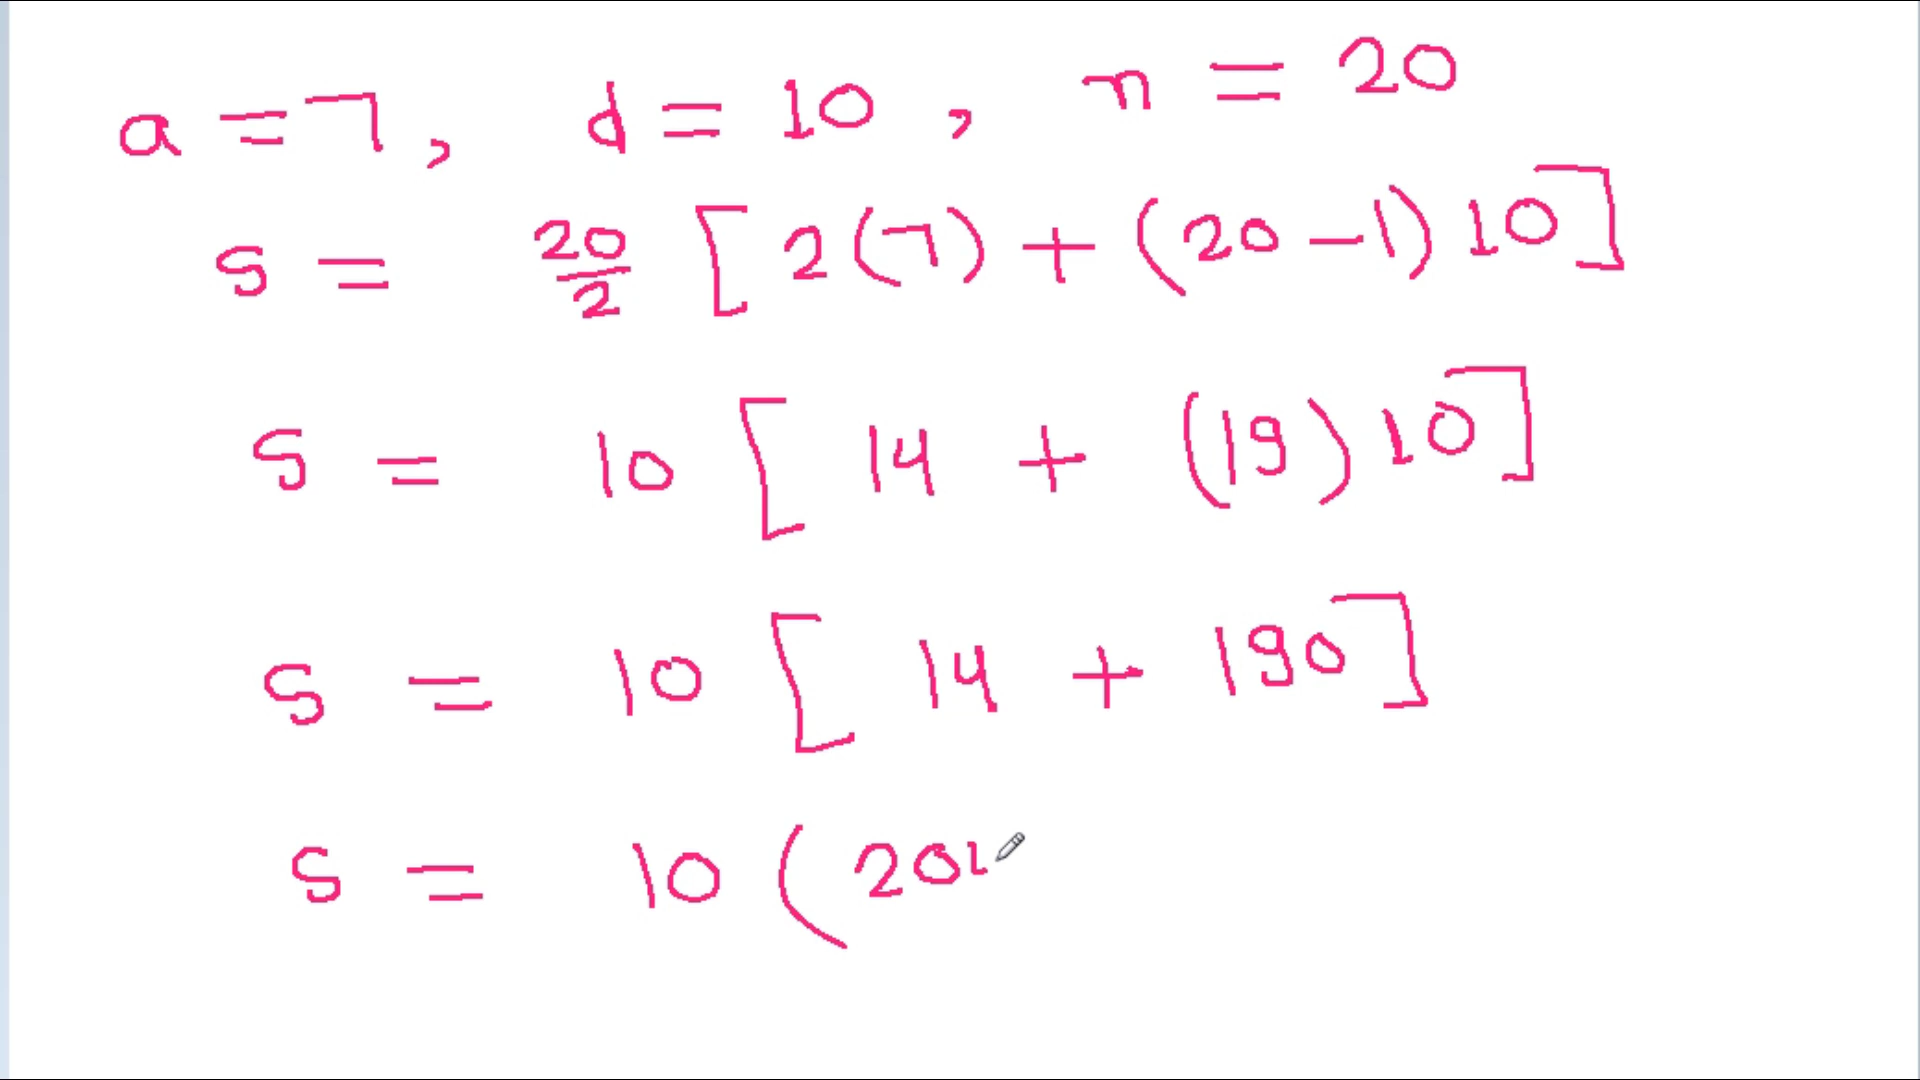 a = 7, d = 10, n = 20
S = 20/2 [2(7) + (20 - 1) 10]
S = 10 [14 + (19) 10]
S = 10 [14 + 190]
S = 10 (20